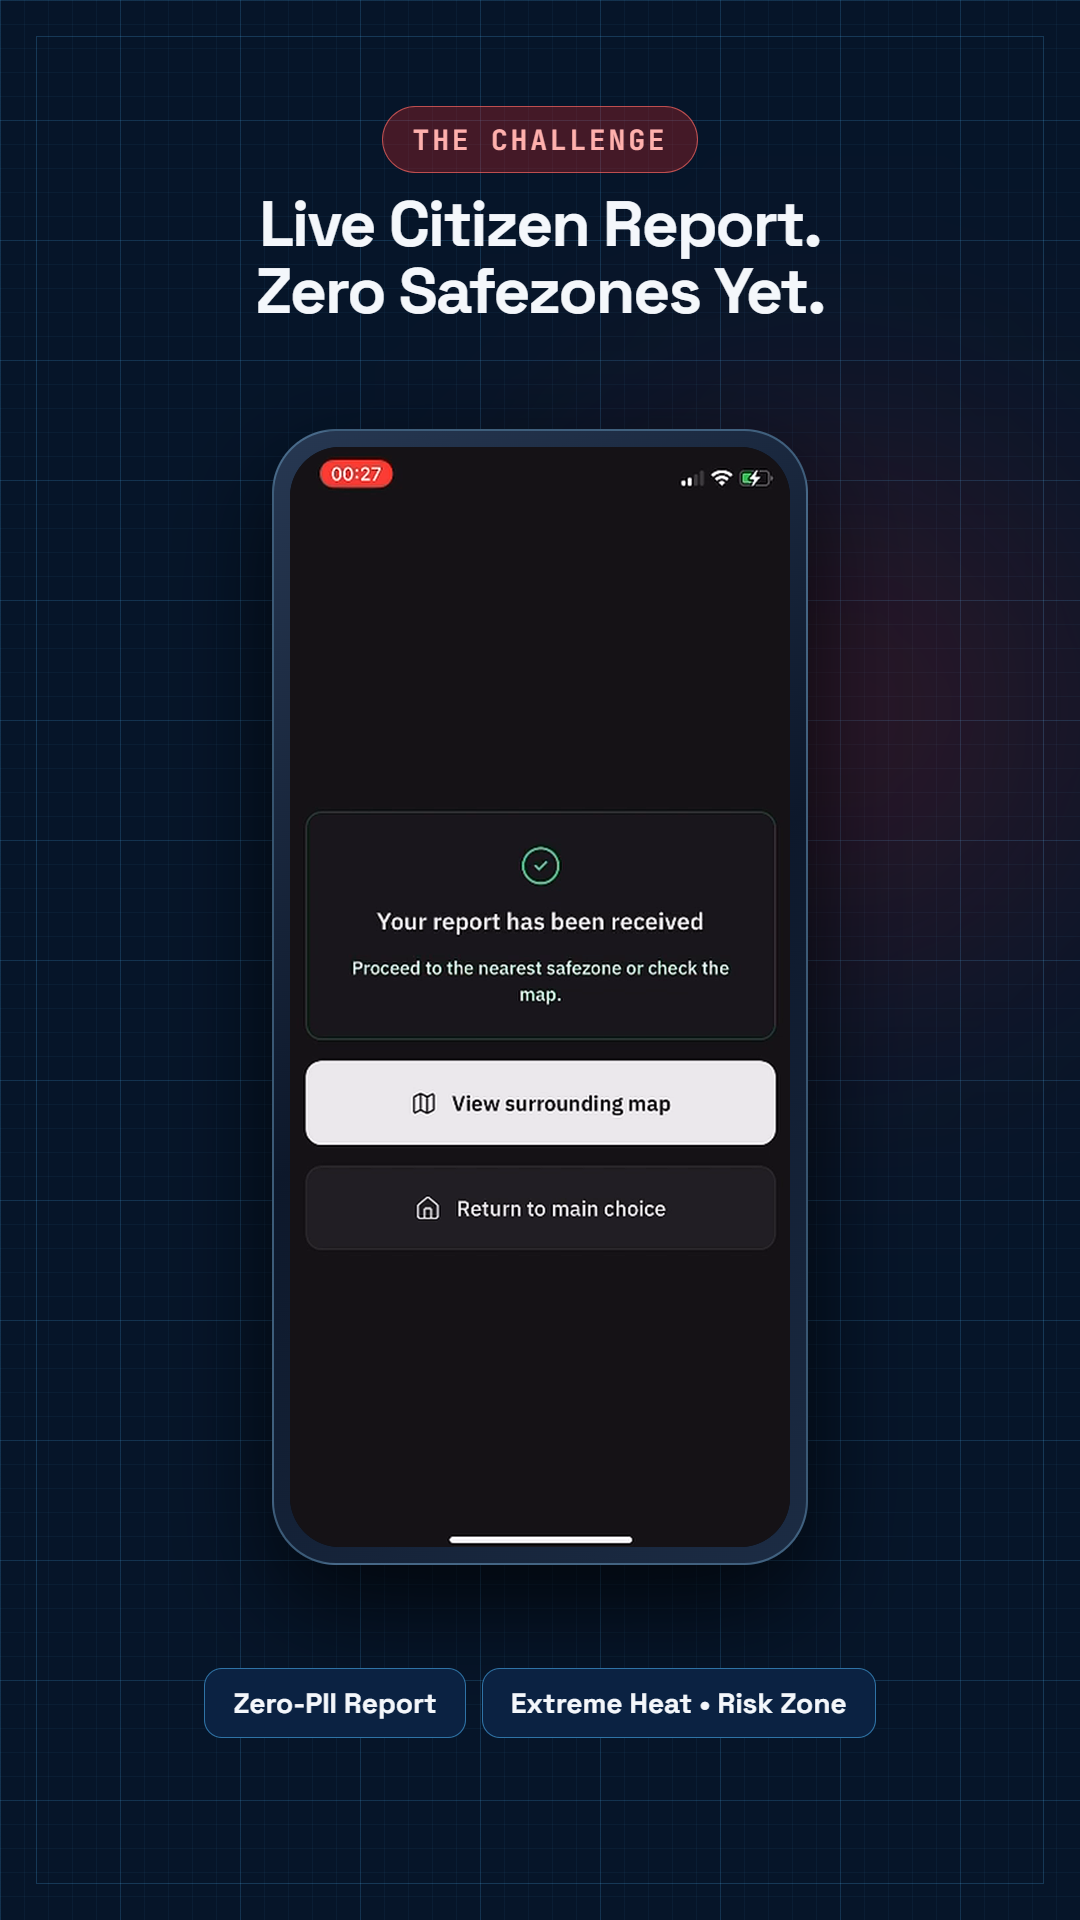 THE CHALLENGE
Live Citizen Report.
Zero Safezones Yet.
00:27
Your report has been received
Proceed to the nearest safezone or check the
map.
View surrounding map
Return to main choice
Zero-PII Report
Extreme Heat • Risk Zone